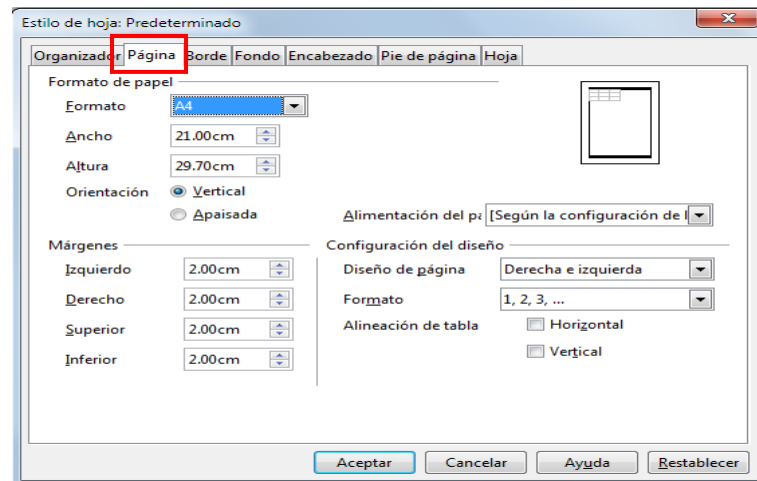 Estilo de hoja: Predeterminado
Organizador Página Borde Fondo Encabezado Pie de página Hoja
Formato de papel
Formato A4
Ancho 21.00cm
Altura 29.70cm
Orientación Vertical
Apaisada Alimentación del pa [Según la configuración de l
Márgenes Configuración del diseño
Izquierdo 2.00cm Diseño de página Derecha e izquierda
Derecho 2.00cm Formato 1, 2, 3, ...
Superior 2.00cm Alineación de tabla Horizontal
Inferior 2.00cm Vertical
Aceptar Cancelar Ayuda Restablecer